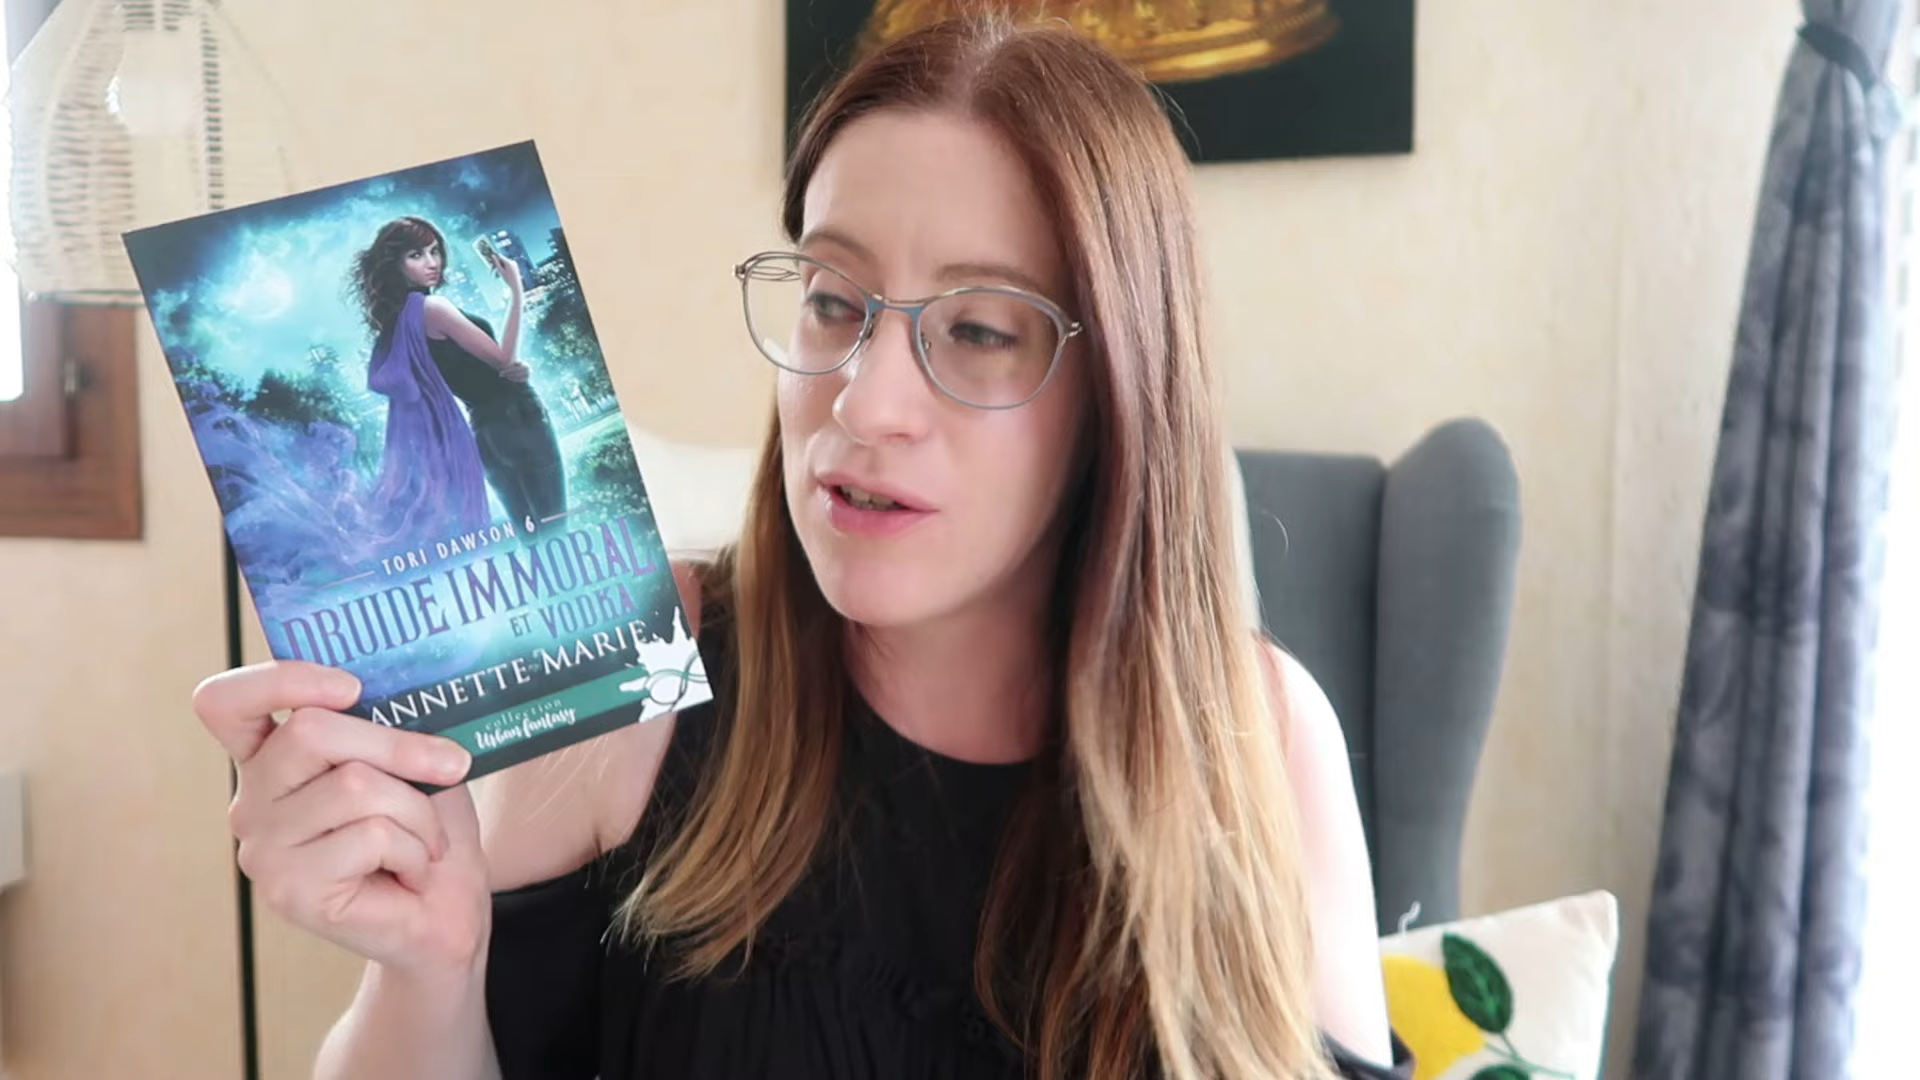 TORI DAWSON 6
DRUIDE IMMORAL
ET VODKA
ANNETTE MARIE
collection
Urban fantasy